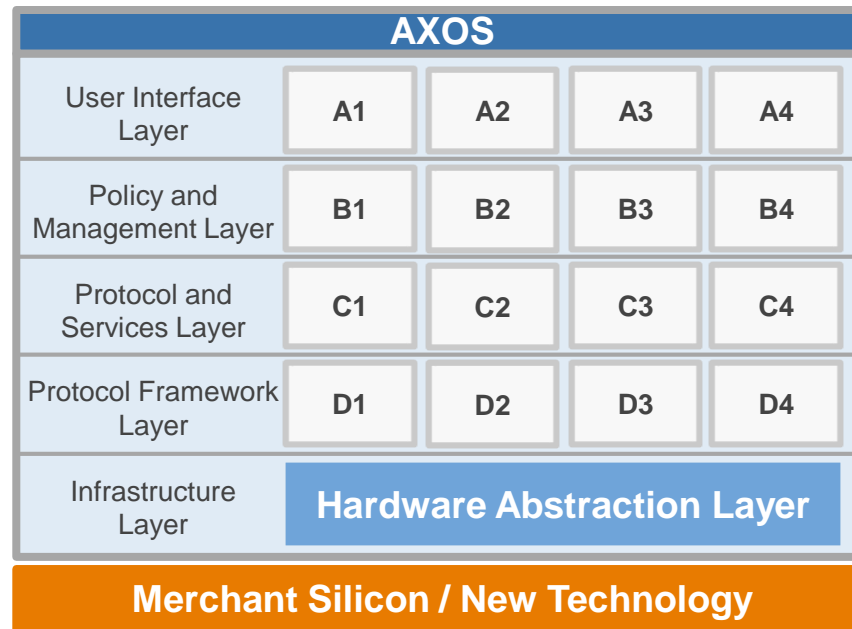 AXOS
User Interface
Layer
A1
A2
A3
A4
Policy and
Management Layer
B1
B2
B3
B4
Protocol and
Services Layer
C1
C2
C3
C4
Protocol Framework
Layer
D1
D2
D3
D4
Infrastructure
Layer
Hardware Abstraction Layer
Merchant Silicon / New Technology